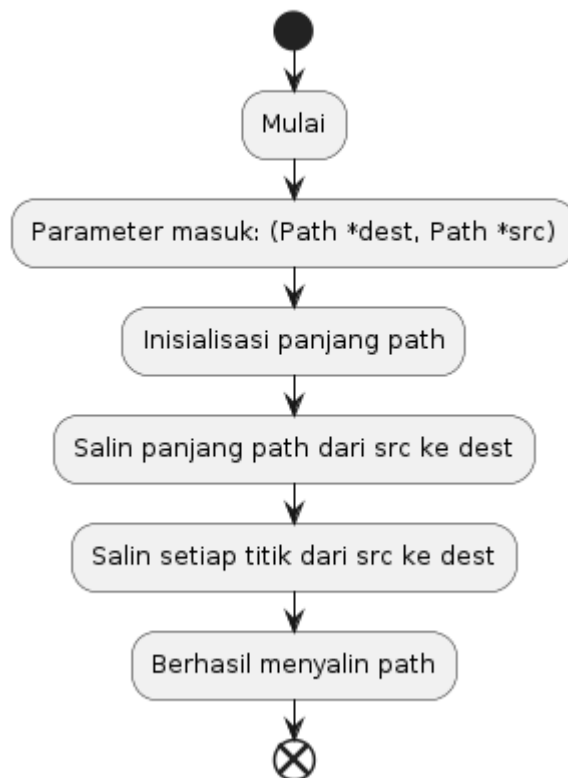 Mulai
Parameter masuk: (Path *dest, Path *src)
Inisialisasi panjang path
Salin panjang path dari src ke dest
Salin setiap titik dari src ke dest
Berhasil menyalin path